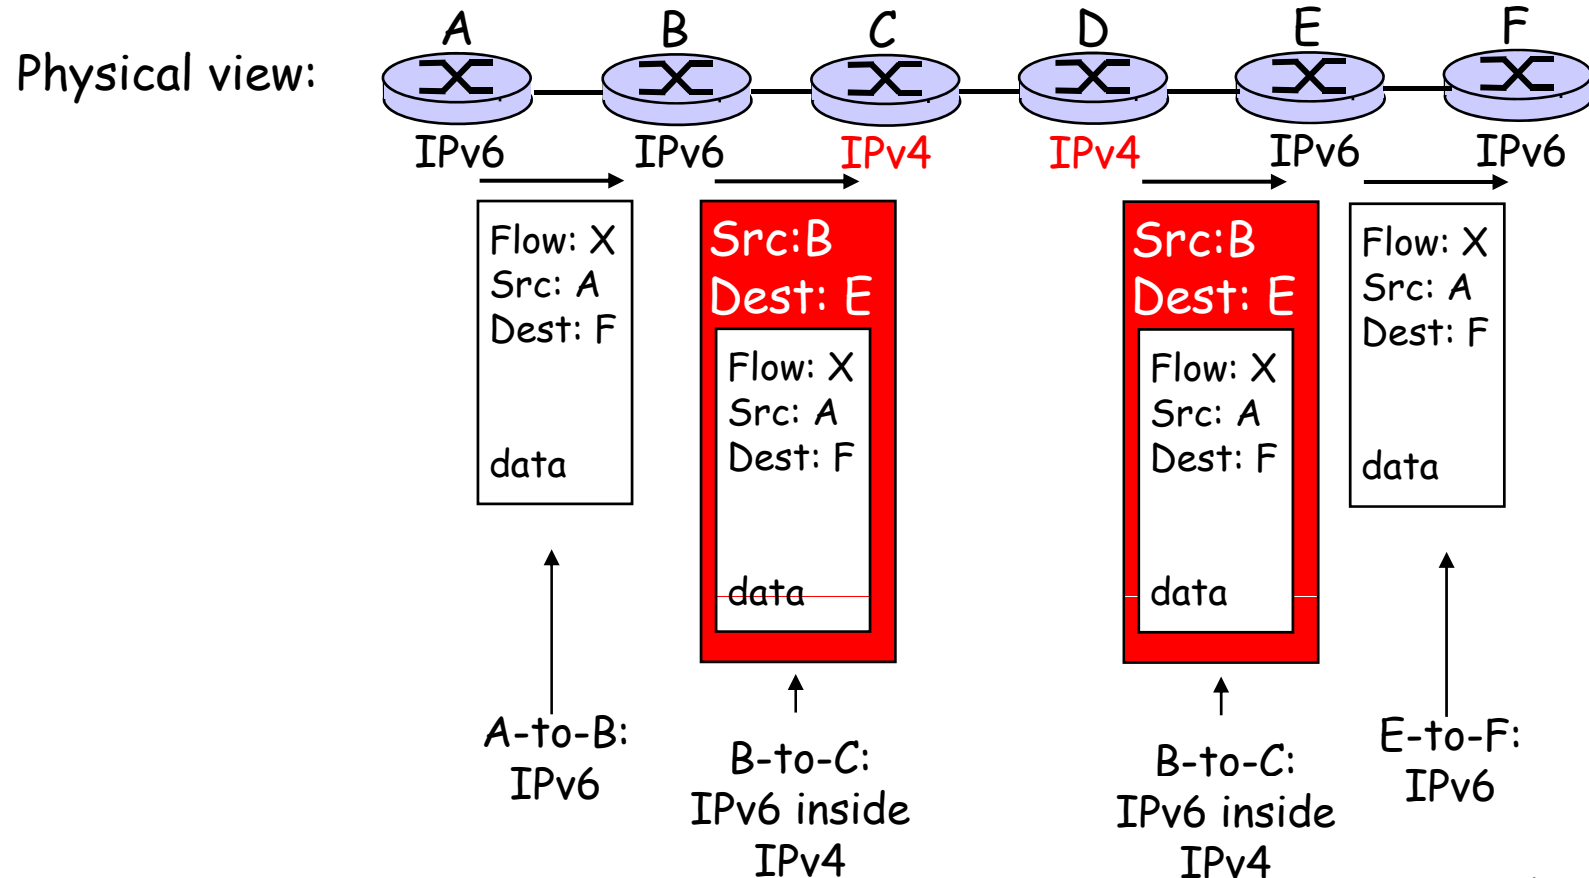 A B C D E F
Physical view:
IPv6 IPv6 IPv4 IPv4 IPv6 IPv6
Flow: X
Src: A
Dest: F
data
Src:B
Dest: E
Flow: X
Src: A
Dest: F
data
Src:B
Dest: E
Flow: X
Src: A
Dest: F
data
Flow: X
Src: A
Dest: F
data
A-to-B:
IPv6
B-to-C:
IPv6 inside
IPv4
B-to-C:
IPv6 inside
IPv4
E-to-F:
IPv6